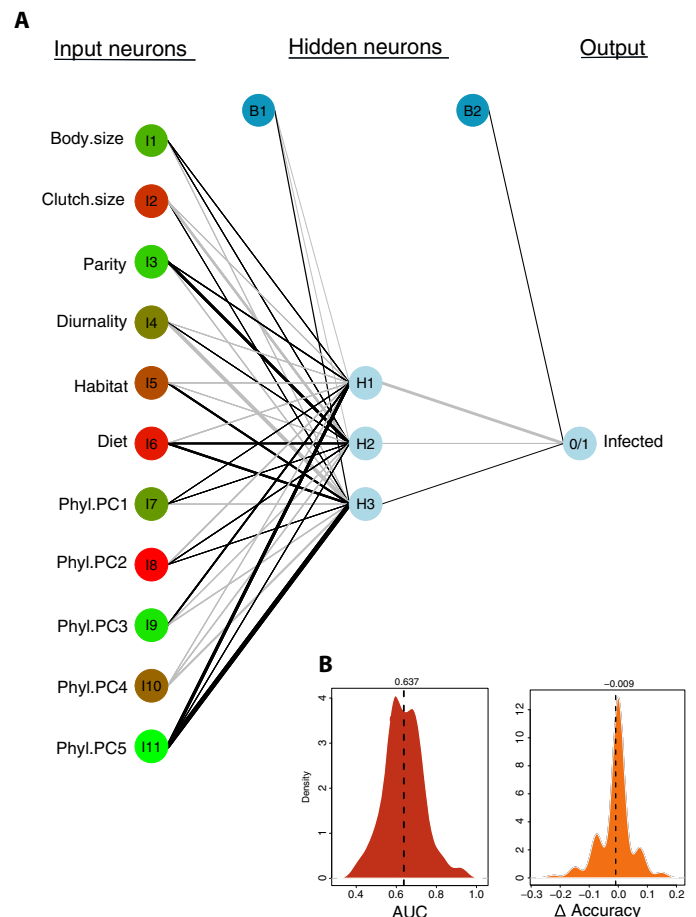 A
Input neurons
Hidden neurons
Output
B1
B2
Body.size
I1
Clutch.size
I2
Parity
I3
Diurnality
I4
Habitat
I5
H1
Diet
I6
H2
0/1
Infected
Phyl.PC1
I7
H3
Phyl.PC2
I8
Phyl.PC3
I9
Phyl.PC4
I10
Phyl.PC5
I11
B
0.637
Density
0
1
2
3
4
0.4
0.6
0.8
1.0
AUC
−0.009
0
2
4
6
8
10
12
−0.3
−0.2
−0.1
0.0
0.1
0.2
Δ Accuracy